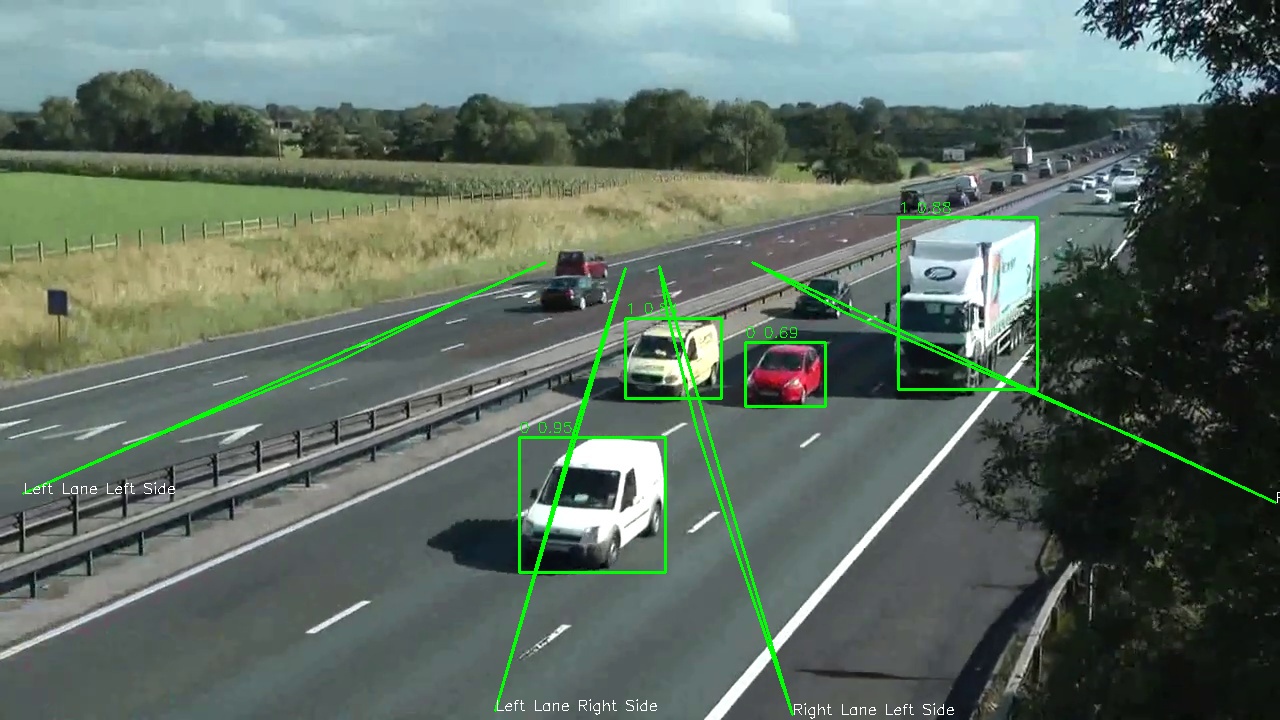 1 0.88
1 0.
0 0.69
0 0.95
Left Lane Left Side
Left Lane Right Side
Right Lane Left Side